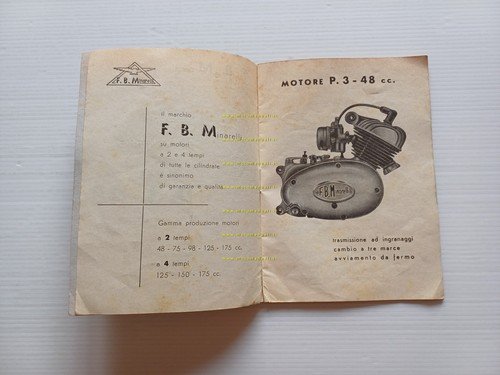 F. B. Minarelli
il marchio
F. B. Minarelli
su motori
a 2 e 4 tempi
di tutte le cilindrate
è sinonimo
di garanzia e qualità
Gamma produzione motori
a 2 tempi
48 - 75 - 98 - 125 - 175 cc.
a 4 tempi
125 - 150 - 175 cc.
MOTORE P. 3 - 48 cc.
F.B. Minarelli
trasmissione ad ingranaggi
cambio a tre marce
avviamento da fermo